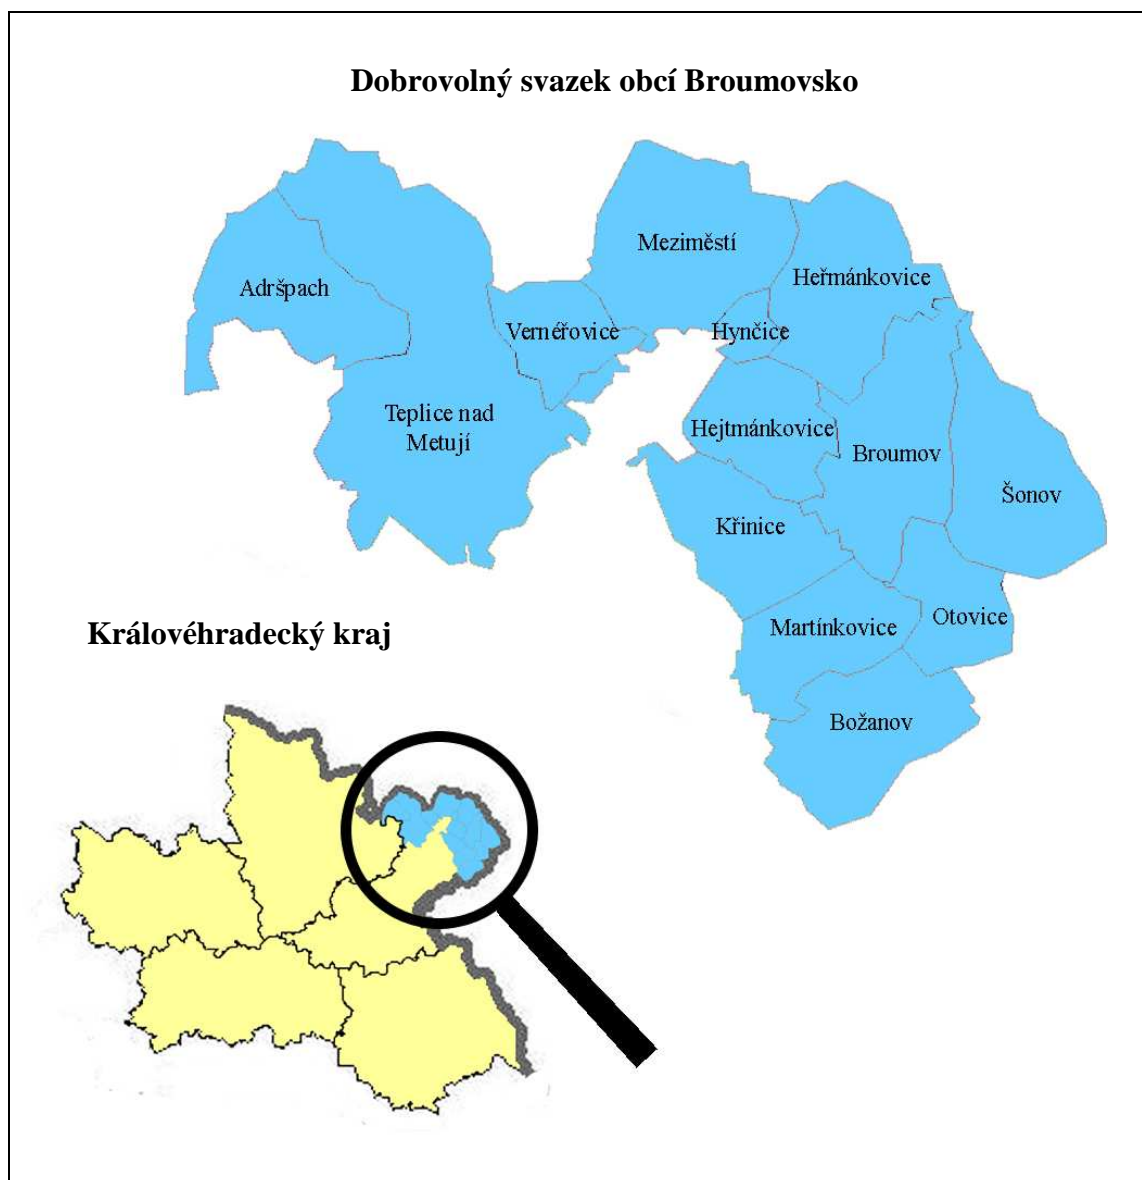 Dobrovolný svazek obcí Broumovsko
Meziměstí
Heřmánkovice
Adršpach
Vernéřovice
Hynčice
Teplice nad
Metují
Hejtmánkovice
Broumov
Šonov
Křinice
Martínkovice
Otovice
Božanov
Královéhradecký kraj